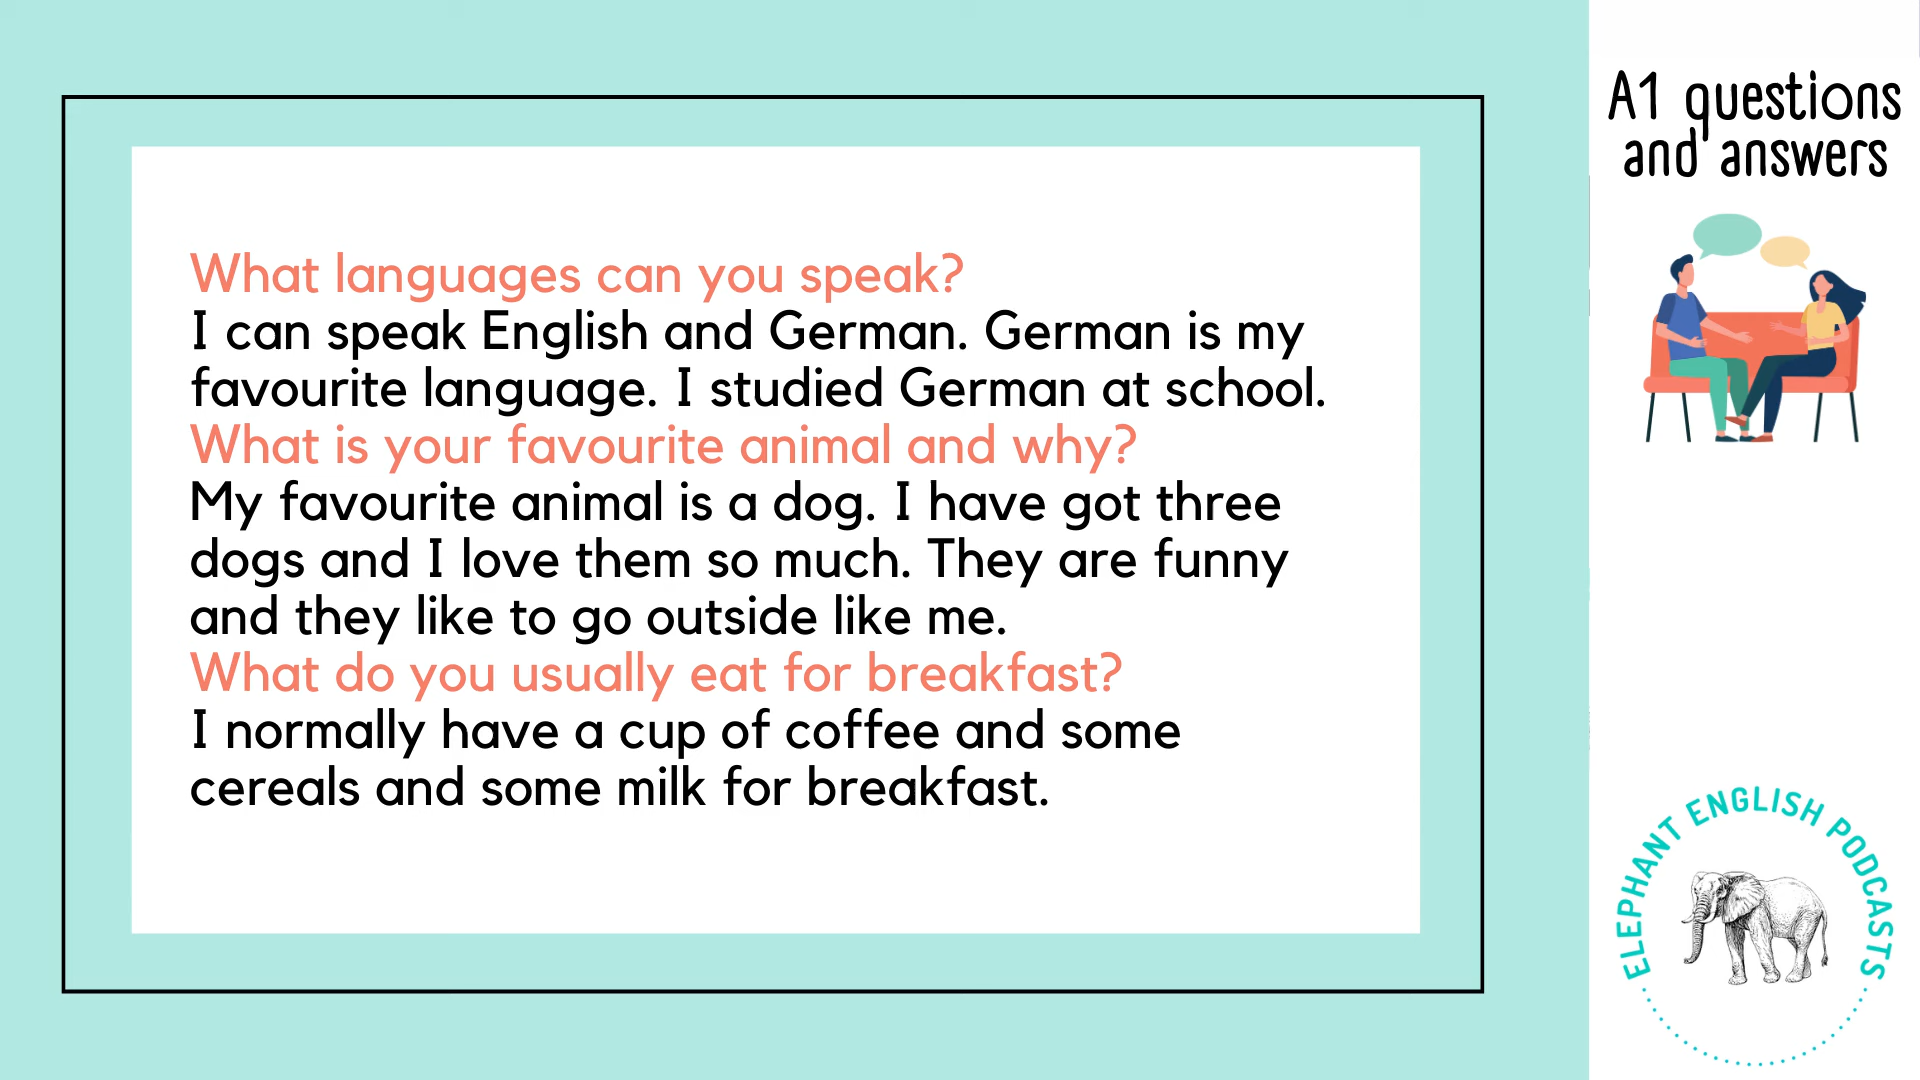 What languages can you speak?
I can speak English and German. German is my
favourite language. I studied German at school.
What is your favourite animal and why?
My favourite animal is a dog. I have got three
dogs and I love them so much. They are funny
and they like to go outside like me.
What do you usually eat for breakfast?
I normally have a cup of coffee and some
cereals and some milk for breakfast.
A1 questions
and answers
ELEPHANT ENGLISH PODCASTS